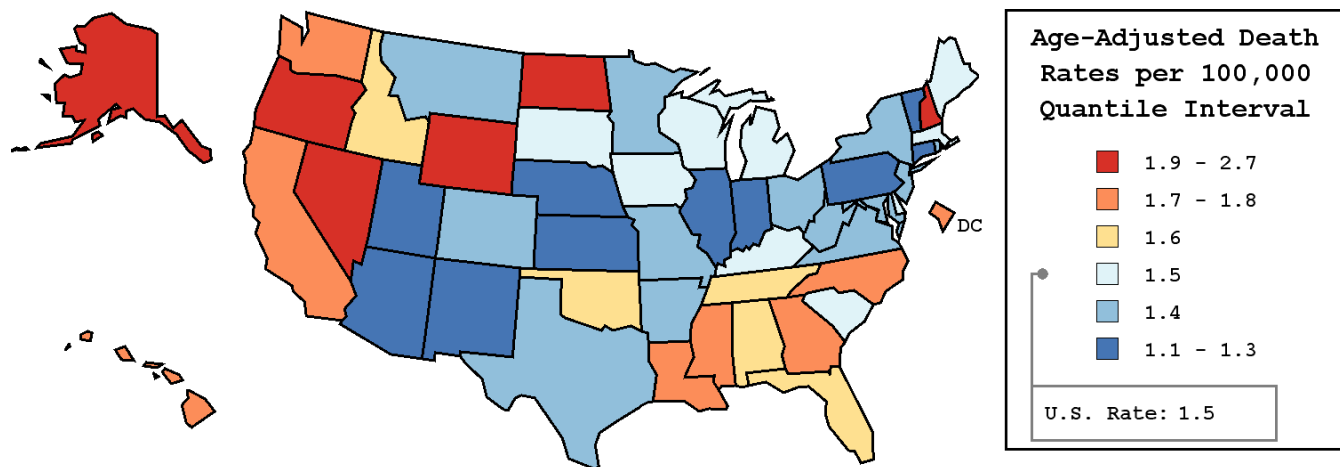 Age-Adjusted Death
Rates per 100,000
Quantile Interval
1.9 - 2.7
1.7 - 1.8
1.6
1.5
1.4
1.1 - 1.3
U.S. Rate: 1.5
DC